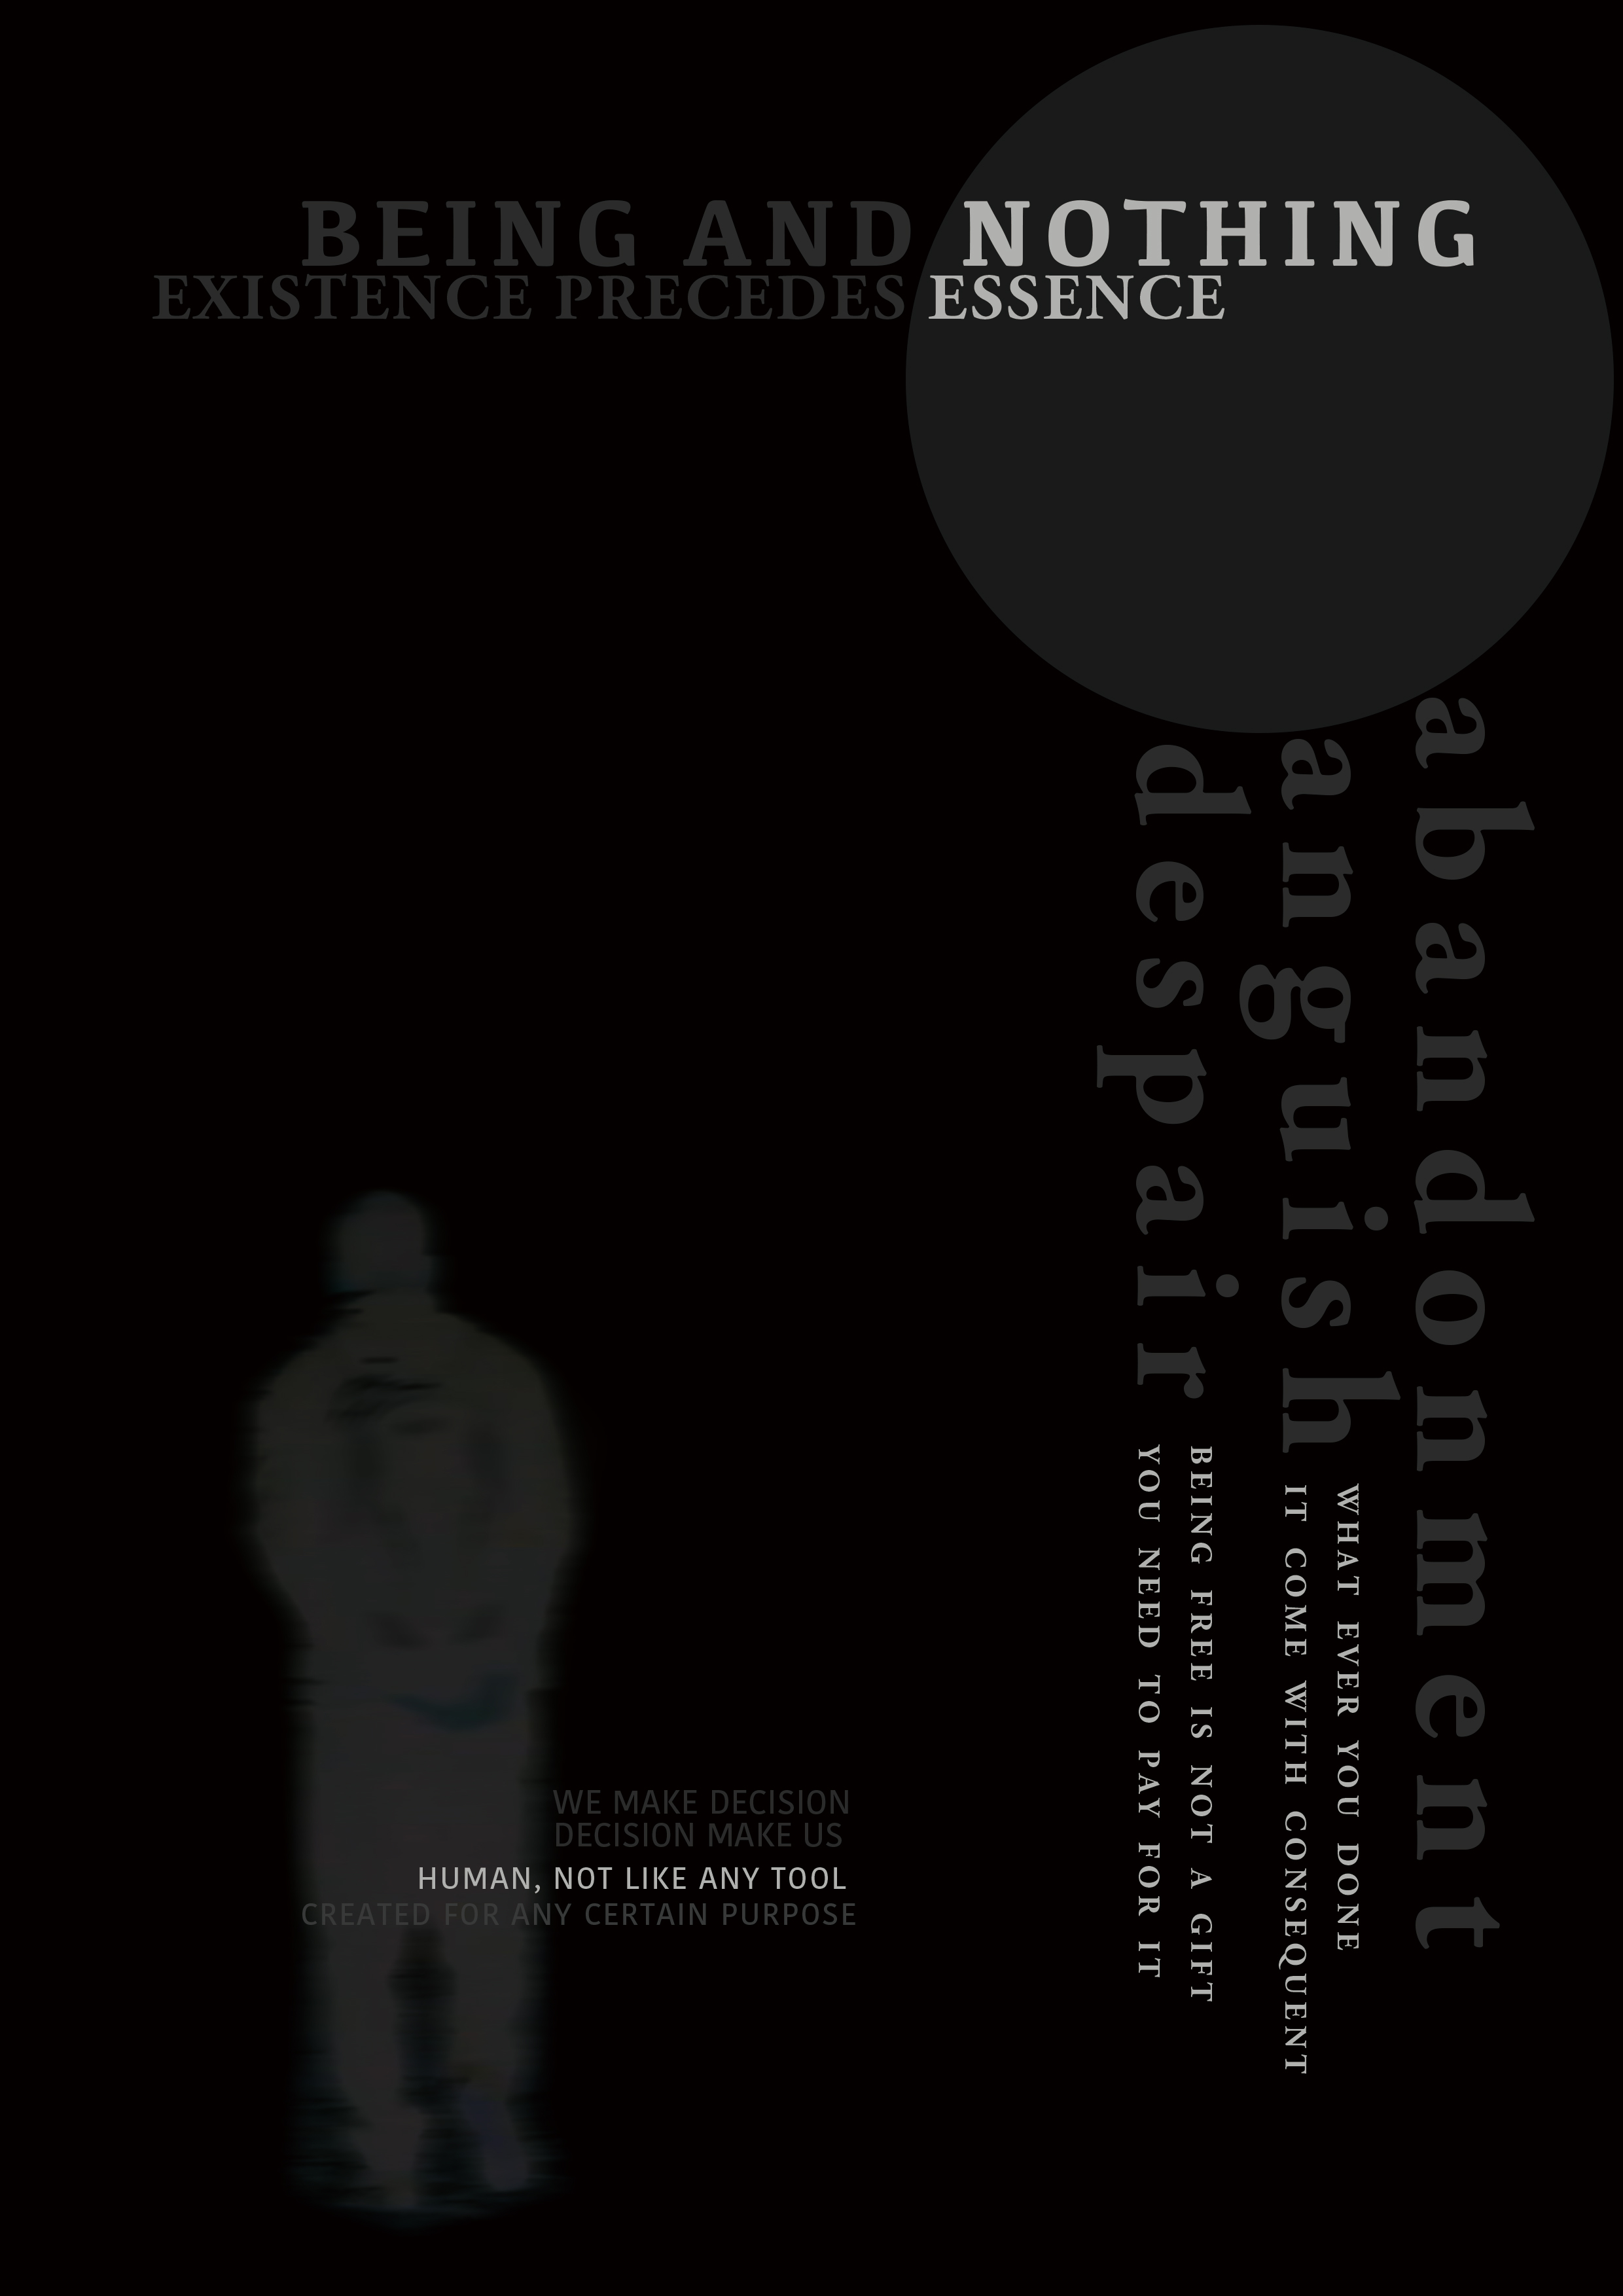 BEING AND NOTHING
EXISTENCE PRECEDES ESSENCE
abandonment
anguish
WHAT EVER YOU DONE
IT COME WITH CONSEQUENT
despair
BEING FREE IS NOT A GIFT
YOU NEED TO PAY FOR IT
WE MAKE DECISION
DECISION MAKE US
HUMAN, NOT LIKE ANY TOOL
CREATED FOR ANY CERTAIN PURPOSE